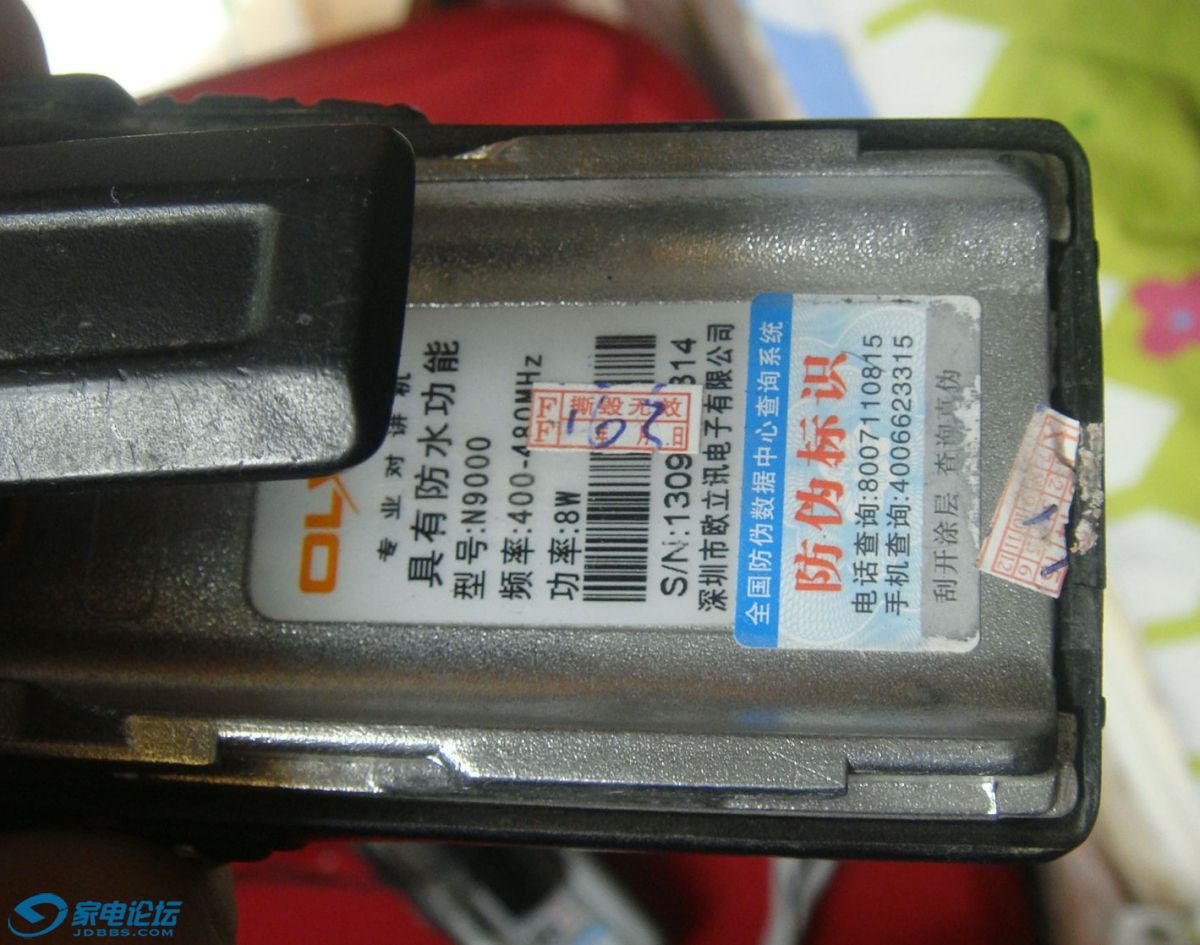 OLY
专业对讲机
具有防水功能
型号:N9000
频率:400-480MHz
功率:8W
撕毁无效
S/N:1309
314
深圳市欧立讯电子有限公司
全国防伪数据中心查询系统
防伪标识
电话查询:8007110815
手机查询:4006623315
刮开涂层 查询真伪
家电论坛
JDBBS.COM